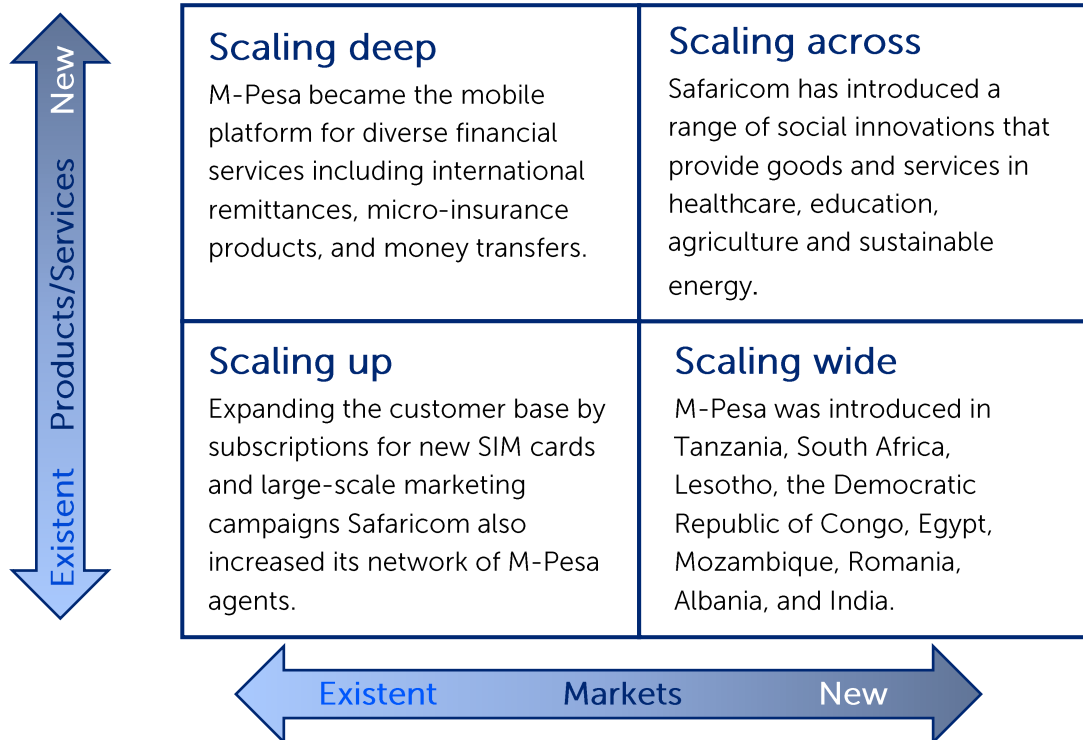 New
Products/Services
Existent
Scaling deep
M-Pesa became the mobile
platform for diverse financial
services including international
remittances, micro-insurance
products, and money transfers.
Scaling across
Safaricom has introduced a
range of social innovations that
provide goods and services in
healthcare, education,
agriculture and sustainable
energy.
Scaling up
Expanding the customer base by
subscriptions for new SIM cards
and large-scale marketing
campaigns Safaricom also
increased its network of M-Pesa
agents.
Scaling wide
M-Pesa was introduced in
Tanzania, South Africa,
Lesotho, the Democratic
Republic of Congo, Egypt,
Mozambique, Romania,
Albania, and India.
Existent Markets New